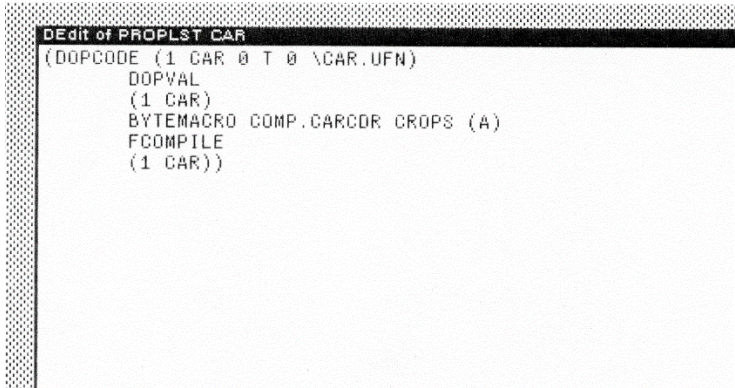 DEdit of PROPLST CAR
(DOPCODE (1 CAR 0 T 0 \CAR.UFN)
DOPVAL
(1 CAR)
BYTEMACRO COMP.CARCDR CROPS (A)
FCOMPILE
(1 CAR))